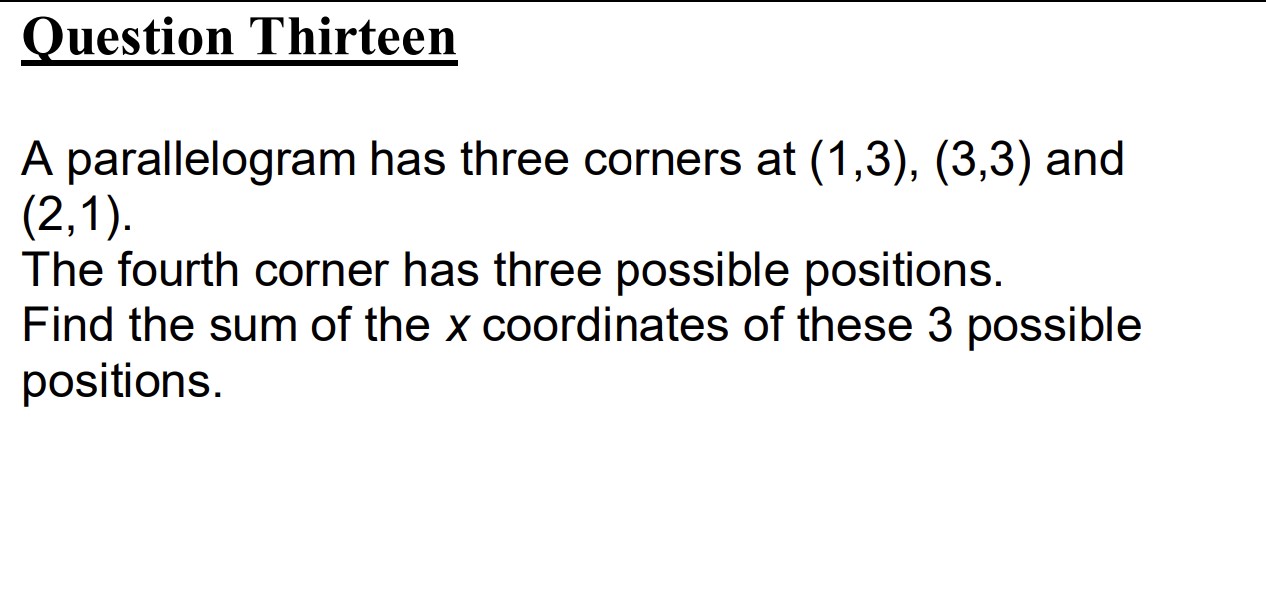 Question Thirteen
A parallelogram has three corners at (1,3), (3,3) and
(2,1).
The fourth corner has three possible positions.
Find the sum of the x coordinates of these 3 possible
positions.